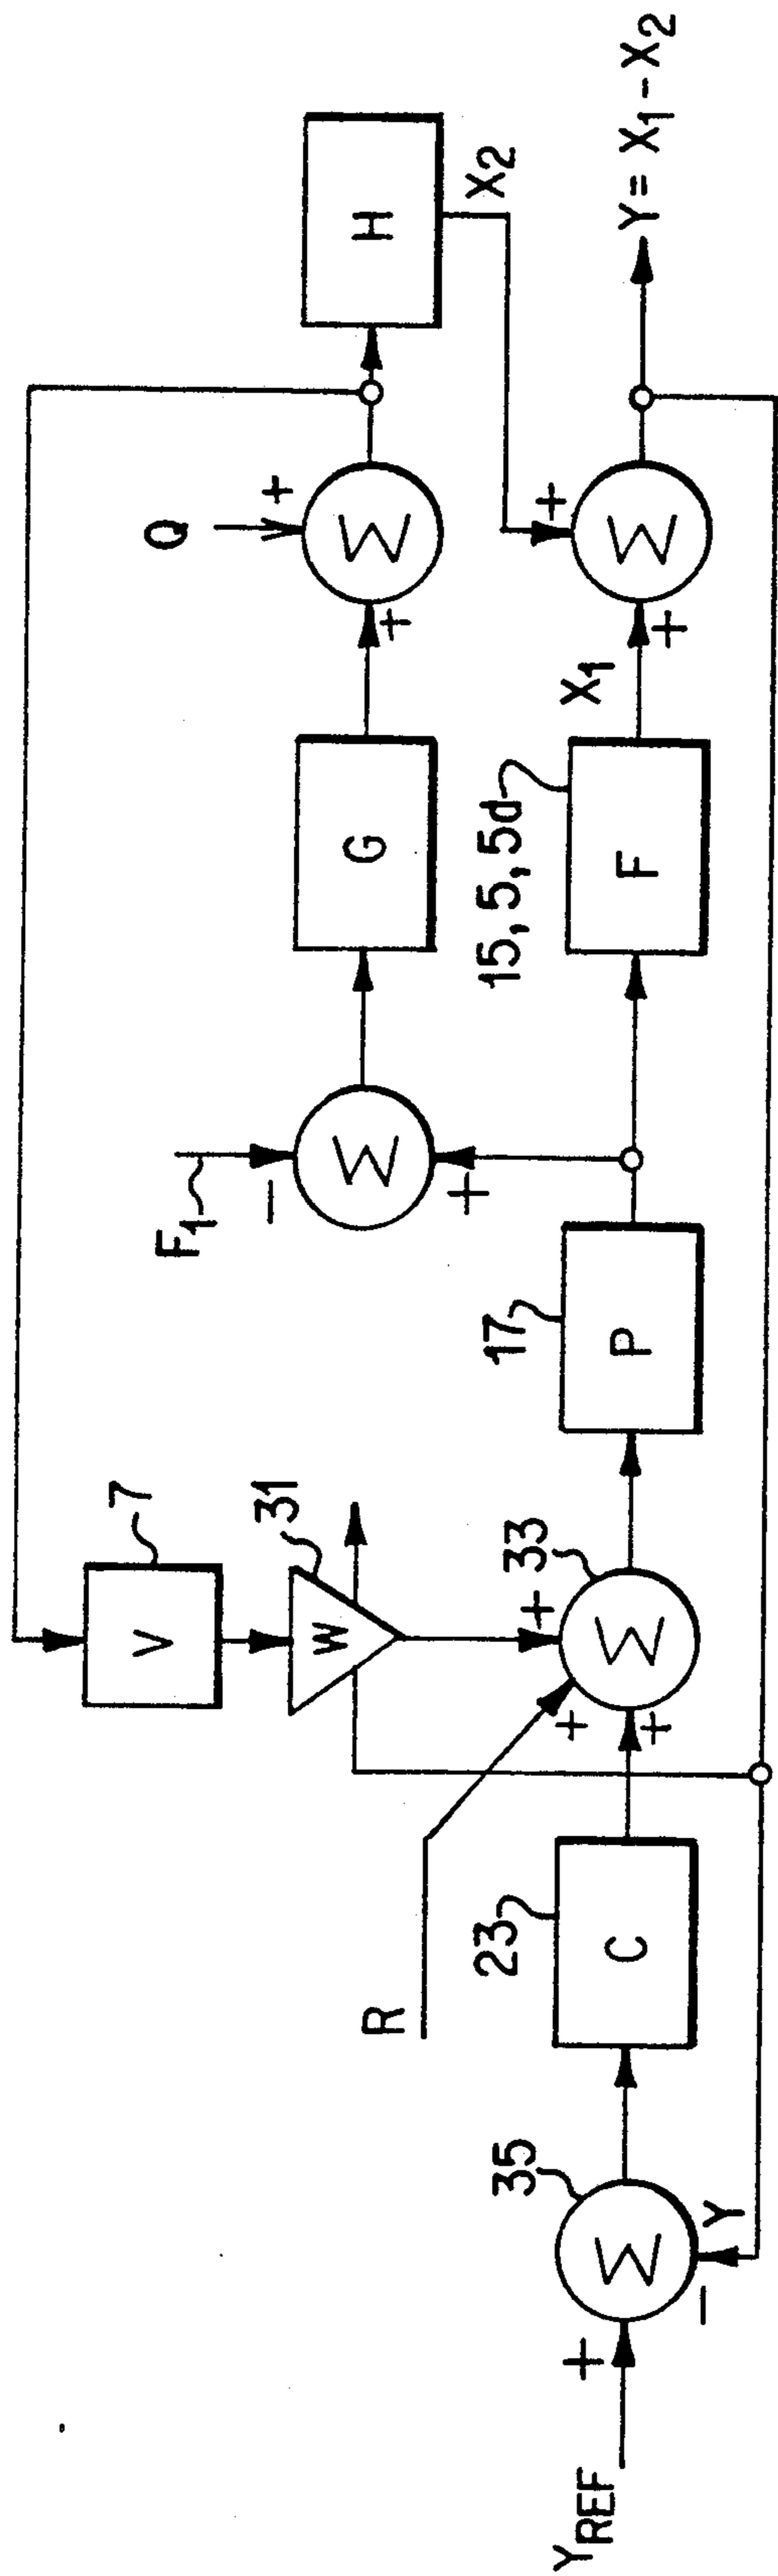 Q
H
X2
F1
G
7
V
31
W
R
15, 5, 5d
X1
Y = X1 - X2
17
P
F
33
23
C
35
YREF
Y
Σ
Σ
Σ
Σ
Σ
+
+
-
+
+
+
+
+
+
+
-